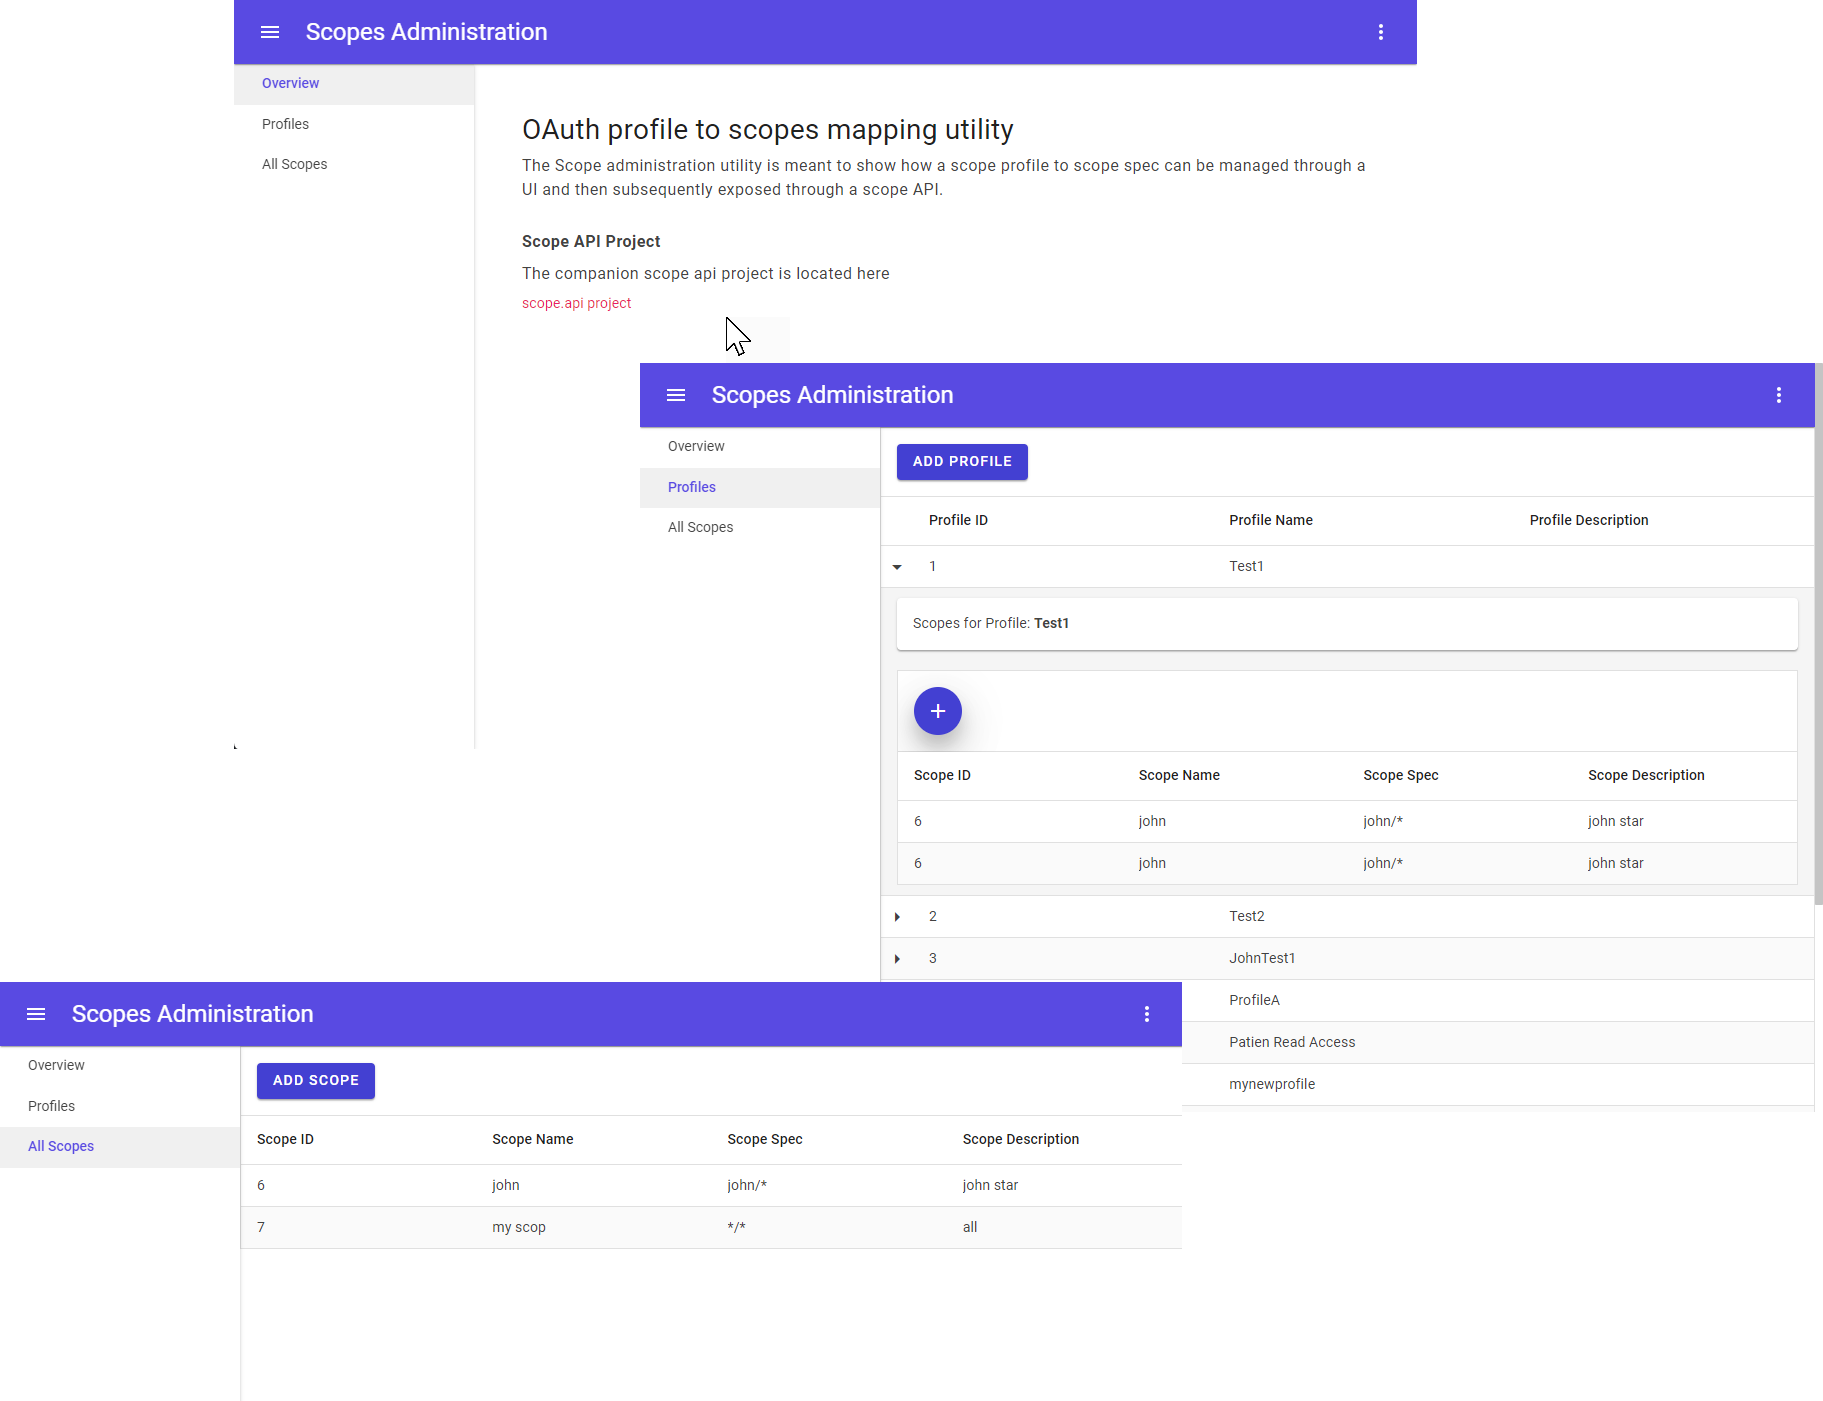 Scopes Administration
Overview
Profiles
All Scopes
OAuth profile to scopes mapping utility
The Scope administration utility is meant to show how a scope profile to scope spec can be managed through a
UI and then subsequently exposed through a scope API.
Scope API Project
The companion scope api project is located here
scope.api project
Scopes Administration
Overview
Profiles
All Scopes
ADD PROFILE
Profile ID Profile Name Profile Description
1 Test1
Scopes for Profile: Test1
+
Scope ID Scope Name Scope Spec Scope Description
6 john john/* john star
6 john john/* john star
2 Test2
3 JohnTest1
ProfileA
Patien Read Access
mynewprofile
Scopes Administration
Overview
Profiles
All Scopes
ADD SCOPE
Scope ID Scope Name Scope Spec Scope Description
6 john john/* john star
7 my scop */* all